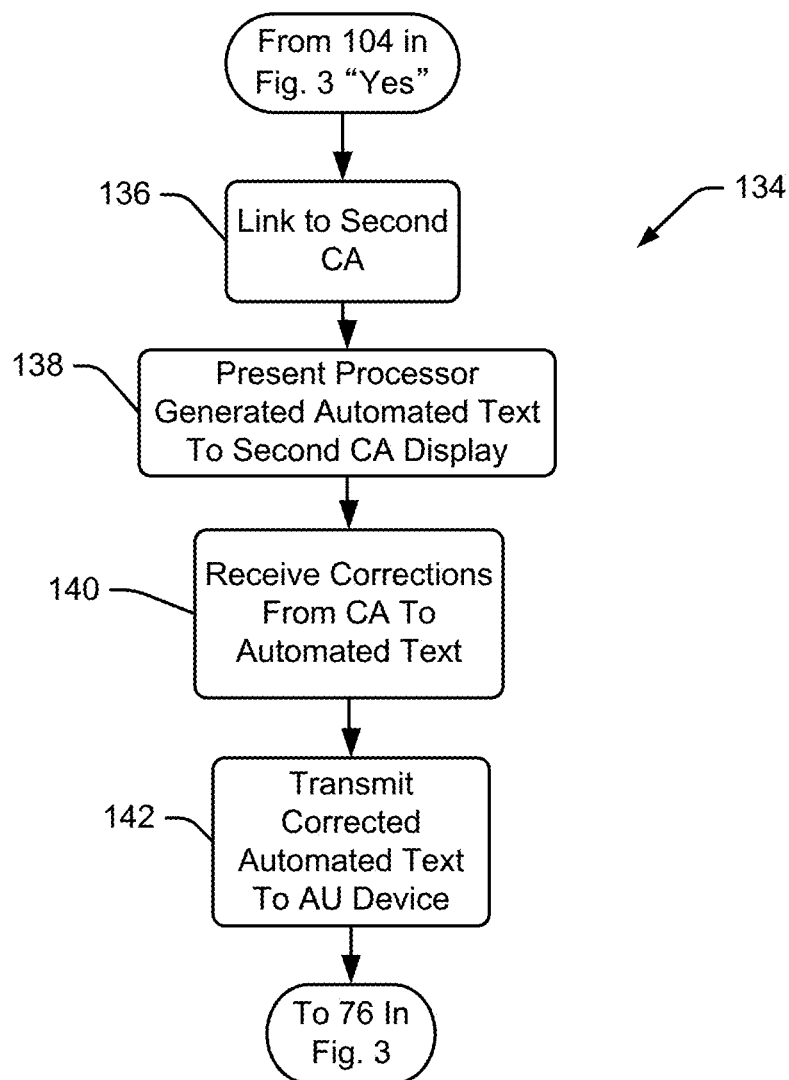 From 104 in
Fig. 3 “Yes”
134
136
Link to Second
CA
138
Present Processor
Generated Automated Text
To Second CA Display
140
Receive Corrections
From CA To
Automated Text
142
Transmit
Corrected
Automated Text
To AU Device
To 76 In
Fig. 3